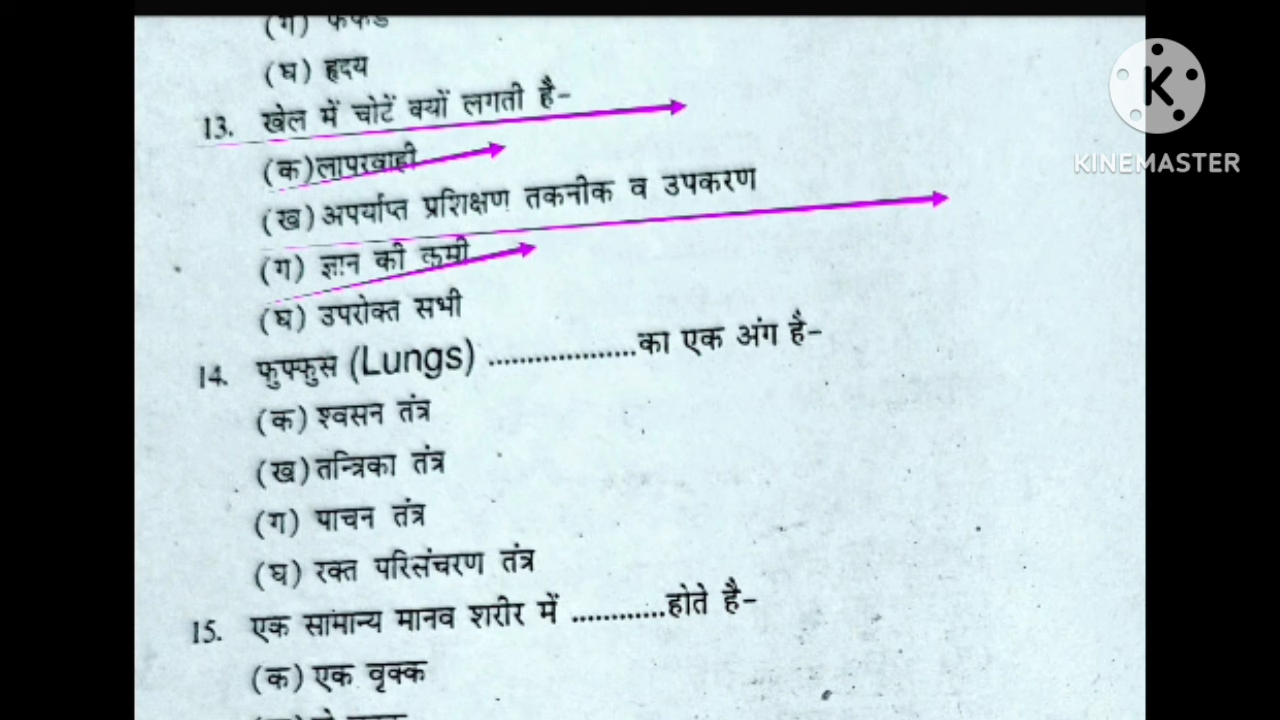 (ग) फेफड़े
(घ) हृदय
13. खेल में चोटें क्यों लगती है-
(क) लापरवाही
(ख) अपर्याप्त प्रशिक्षण तकनीक व उपकरण
(ग) ज्ञान की कमी
(घ) उपरोक्त सभी
14. फुफ्फुस (Lungs) ................... का एक अंग है-
(क) श्वसन तंत्र
(ख) तन्त्रिका तंत्र
(ग) पाचन तंत्र
(घ) रक्त परिसंचरण तंत्र
15. एक सामान्य मानव शरीर में ............ होते है-
(क) एक वृक्क
K
KINEMASTER